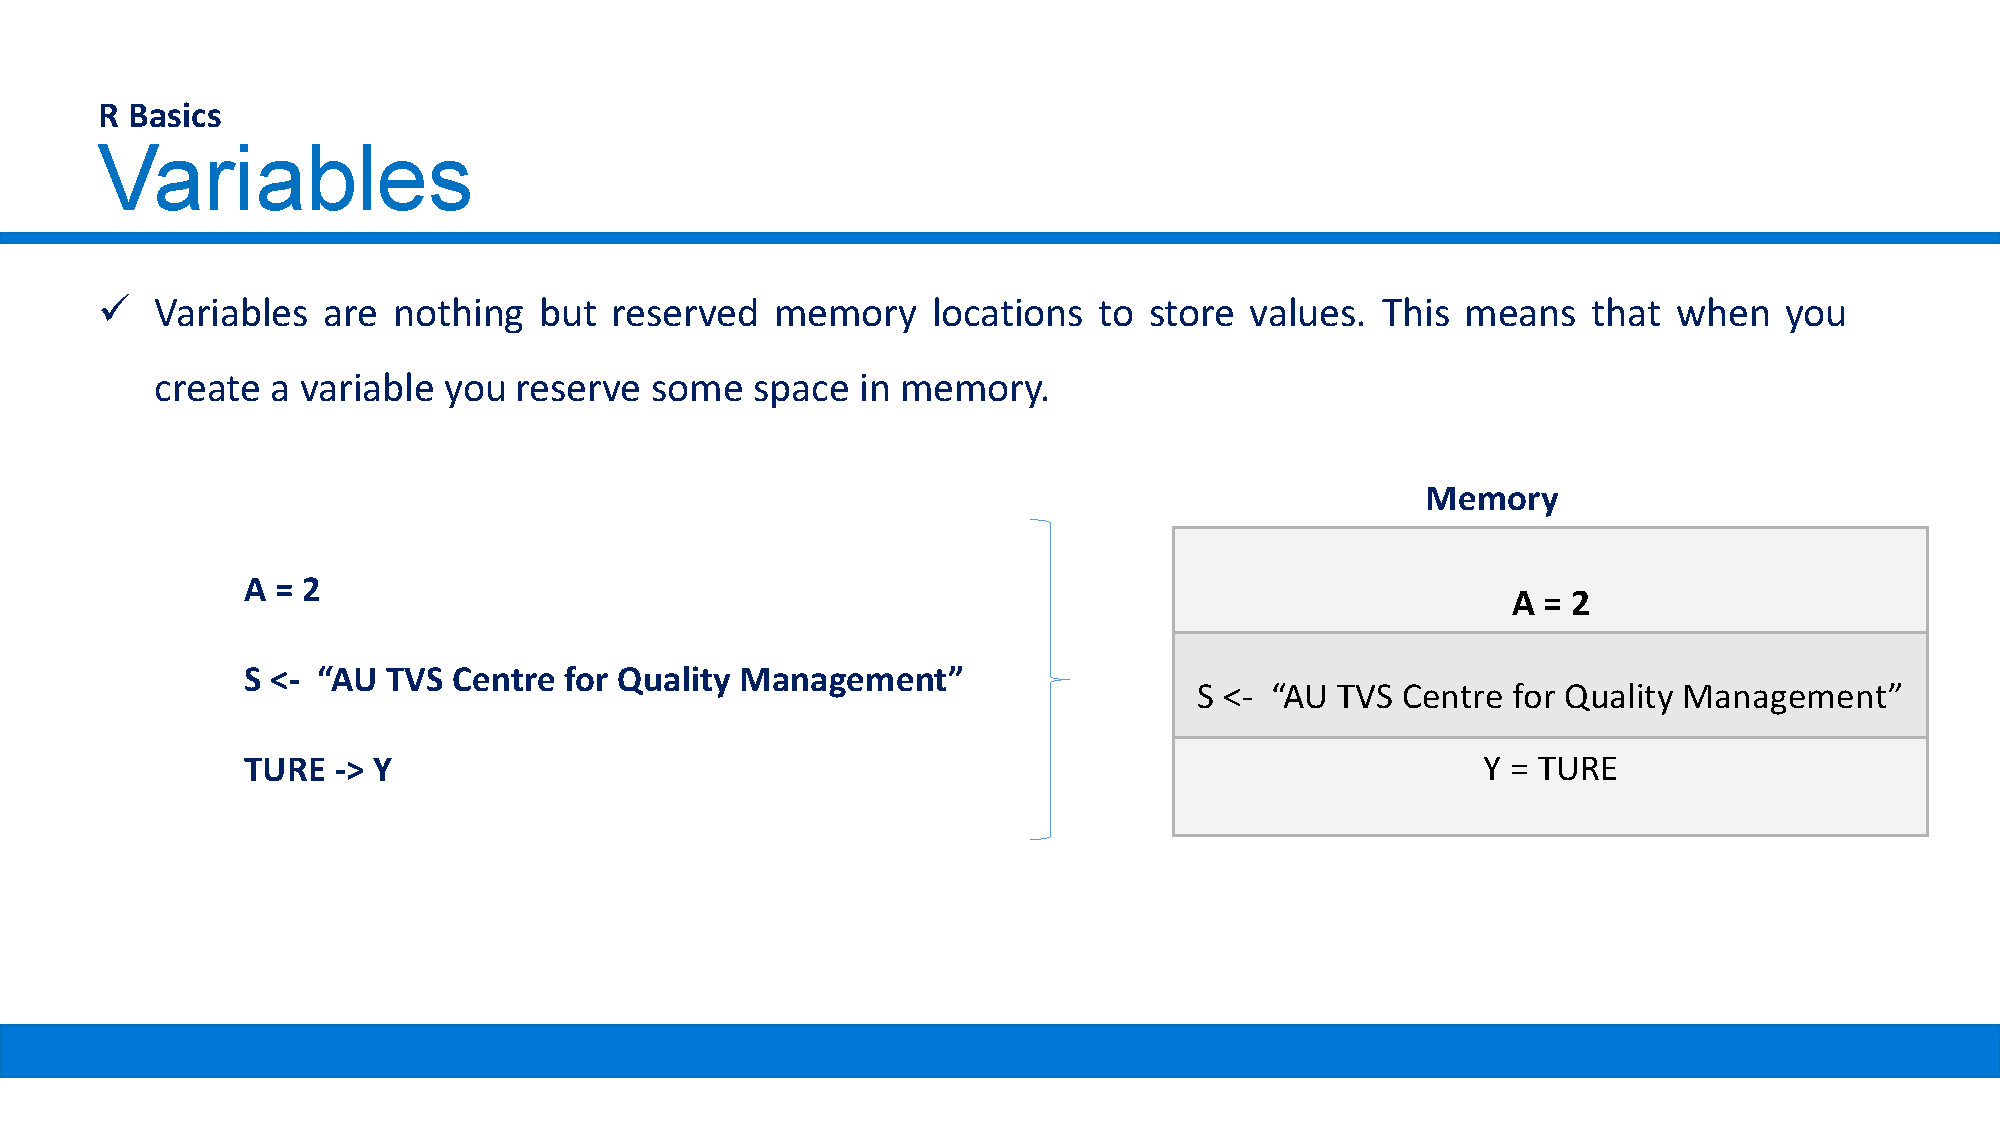 R Basics
Variables
✓ Variables are nothing but reserved memory locations to store values. This means that when you
create a variable you reserve some space in memory.
Memory
A = 2
S <- “AU TVS Centre for Quality Management”
TURE -> Y
A = 2
S <- “AU TVS Centre for Quality Management”
Y = TURE